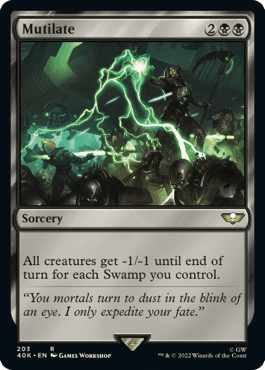 Mutilate 2
Sorcery
All creatures get -1/-1 until end of
turn for each Swamp you control.
“You mortals turn to dust in the blink of
an eye. I only expedite your fate.”
203 R
40K • EN GAMES WORKSHOP
© GW
™ & © 2022 Wizards of the Coast